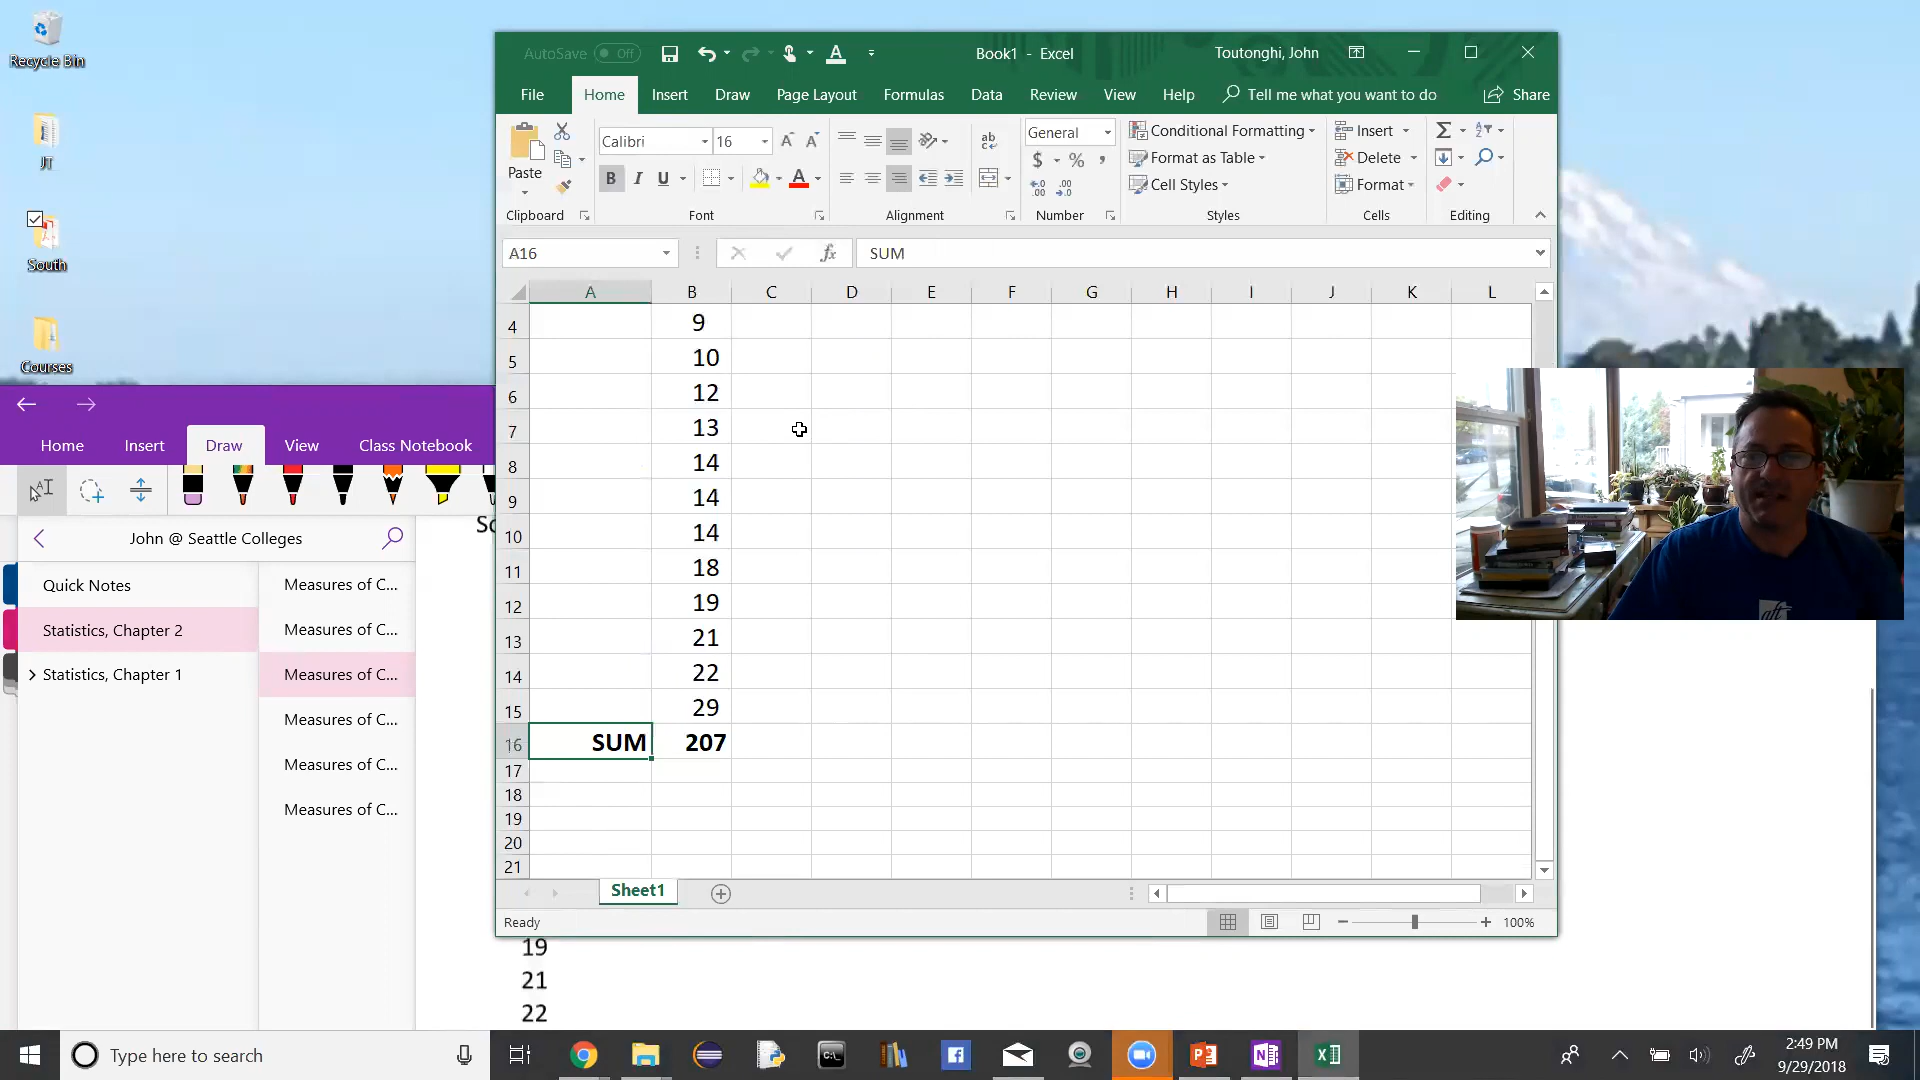 Recycle Bin
JT
South
Courses
AutoSave Off
Book1 - Excel
Toutonghi, John
File Home Insert Draw Page Layout Formulas Data Review View Help Tell me what you want to do Share
Calibri 16
General
Conditional Formatting
Insert
Format as Table
Delete
Paste
Cell Styles
Format
Clipboard Font Alignment Number Styles Cells Editing
A16
SUM
A B C D E F G H I J K L
4 9
5 10
6 12
7 13
8 14
9 14
10 14
11 18
12 19
13 21
14 22
15 29
16 SUM 207
17
18
19
20
21
Sheet1
Ready
100%
Home Insert Draw View Class Notebook
John @ Seattle Colleges
Quick Notes
Statistics, Chapter 2
Statistics, Chapter 1
Measures of C...
Measures of C...
Measures of C...
Measures of C...
Measures of C...
Measures of C...
19
21
22
aft
Type here to search
2:49 PM
9/29/2018